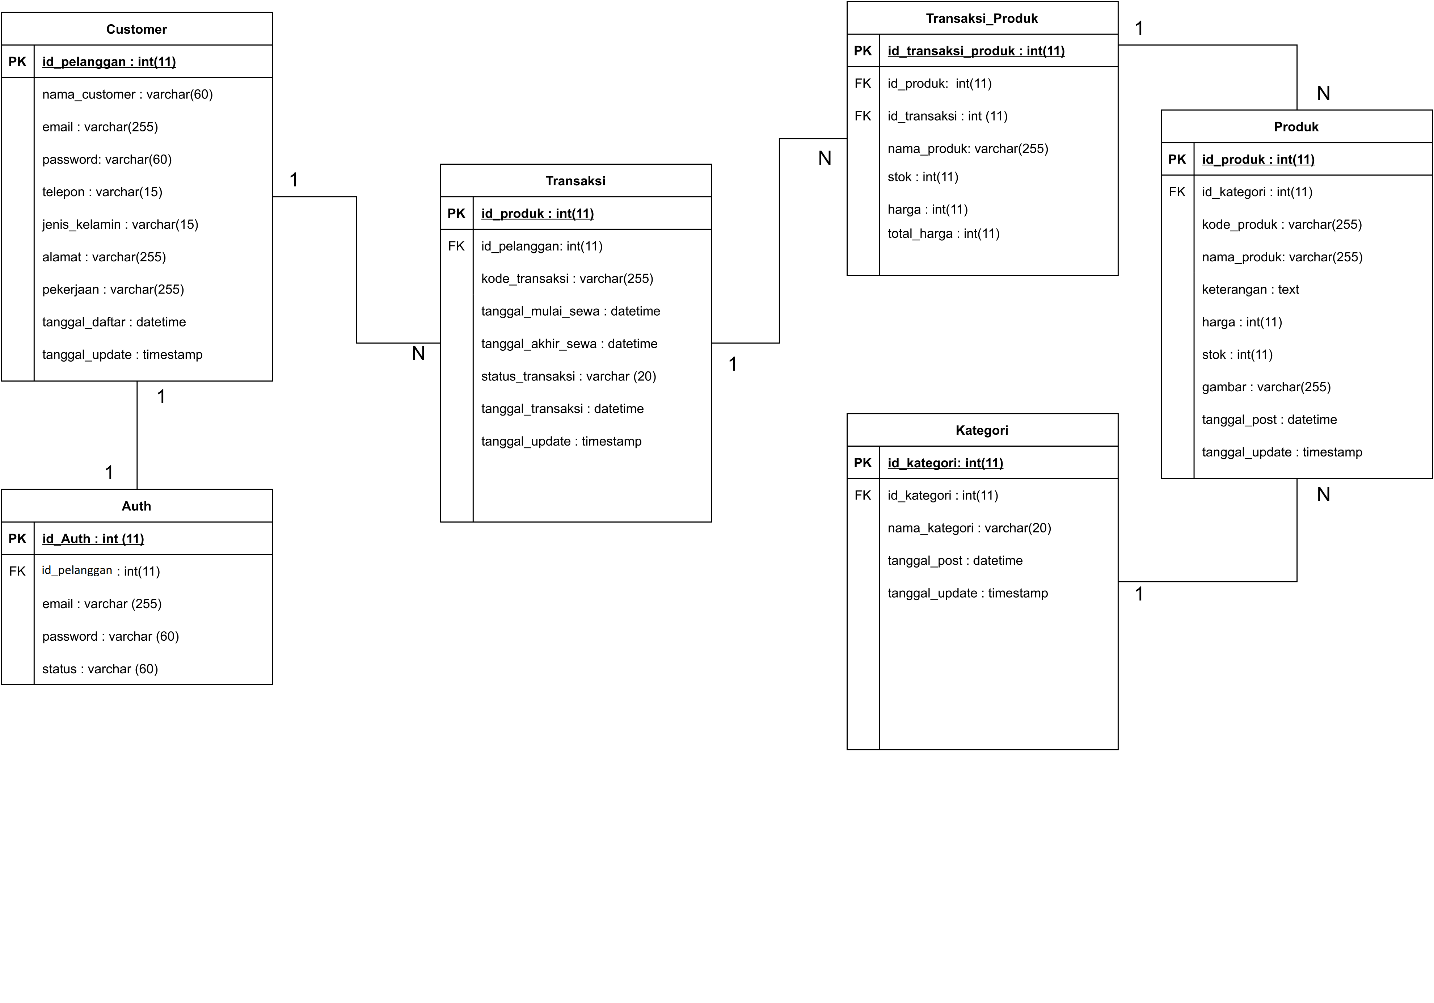 Customer
PK id_pelanggan : int(11)
nama_customer : varchar(60)
email : varchar(255)
password: varchar(60)
telepon : varchar(15)
jenis_kelamin : varchar(15)
alamat : varchar(255)
pekerjaan : varchar(255)
tanggal_daftar : datetime
tanggal_update : timestamp
1
1
Auth
PK id_Auth : int (11)
FK id_pelanggan : int(11)
email : varchar (255)
password : varchar (60)
status : varchar (60)
1
N
Transaksi
PK id_produk : int(11)
FK id_pelanggan: int(11)
kode_transaksi : varchar(255)
tanggal_mulai_sewa : datetime
tanggal_akhir_sewa : datetime
status_transaksi : varchar (20)
tanggal_transaksi : datetime
tanggal_update : timestamp
1
N
Transaksi_Produk
PK id_transaksi_produk : int(11)
FK id_produk: int(11)
FK id_transaksi : int (11)
nama_produk: varchar(255)
stok : int(11)
harga : int(11)
total_harga : int(11)
1
N
Produk
PK id_produk : int(11)
FK id_kategori : int(11)
kode_produk : varchar(255)
nama_produk: varchar(255)
keterangan : text
harga : int(11)
stok : int(11)
gambar : varchar(255)
tanggal_post : datetime
tanggal_update : timestamp
N
1
Kategori
PK id_kategori: int(11)
FK id_kategori : int(11)
nama_kategori : varchar(20)
tanggal_post : datetime
tanggal_update : timestamp